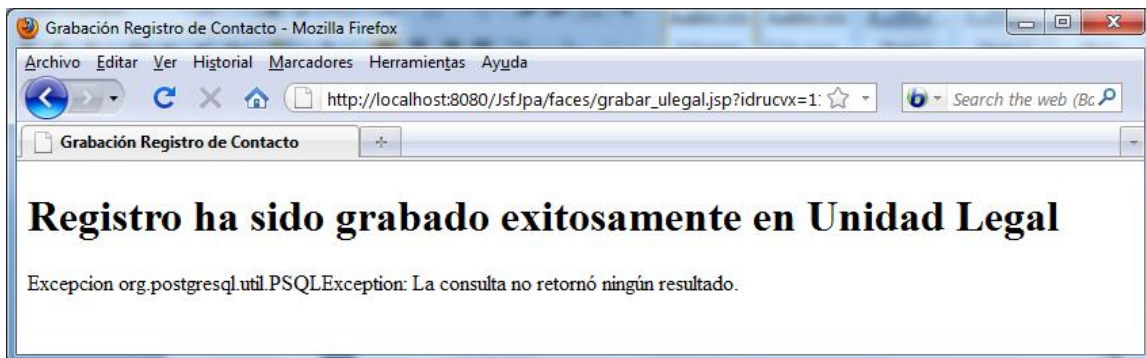 Grabación Registro de Contacto - Mozilla Firefox
Archivo Editar Ver Historial Marcadores Herramientas Ayuda
http://localhost:8080/JsfJpa/faces/grabar_ulegal.jsp?idrucvx=1 Search the web
Grabación Registro de Contacto
Registro ha sido grabado exitosamente en Unidad Legal
Excepcion org.postgresql.util.PSQLException: La consulta no retornó ningún resultado.